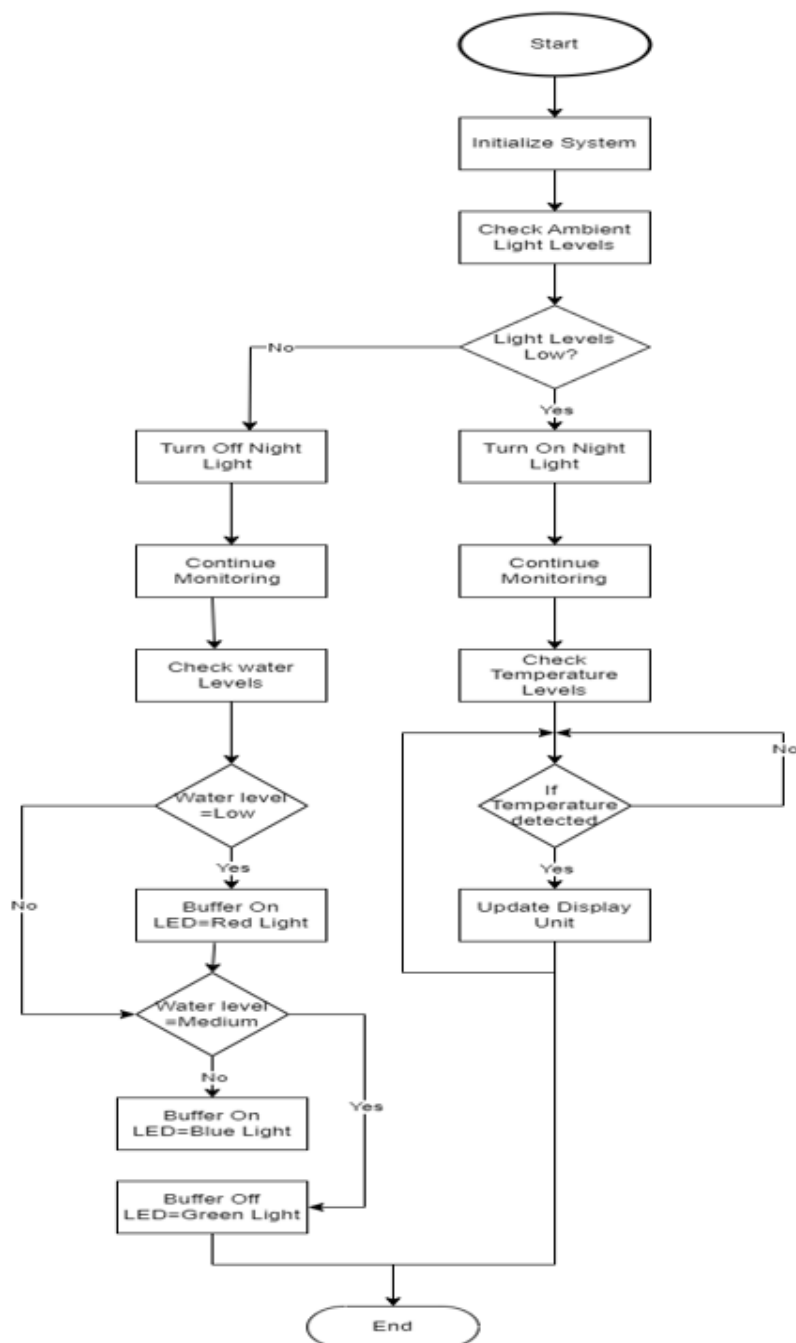 Start
Initialize System
Check Ambient
Light Levels
Light Levels
Low?
No
Yes
Turn Off Night
Light
Turn On Night
Light
Continue
Monitoring
Continue
Monitoring
Check water
Levels
Check
Temperature
Levels
No
Water level
=Low
If
Temperature
detected
Yes
Yes
No
Buffer On
LED=Red Light
Update Display
Unit
Water level
=Medium
No
Yes
Buffer On
LED=Blue Light
Buffer Off
LED=Green Light
End